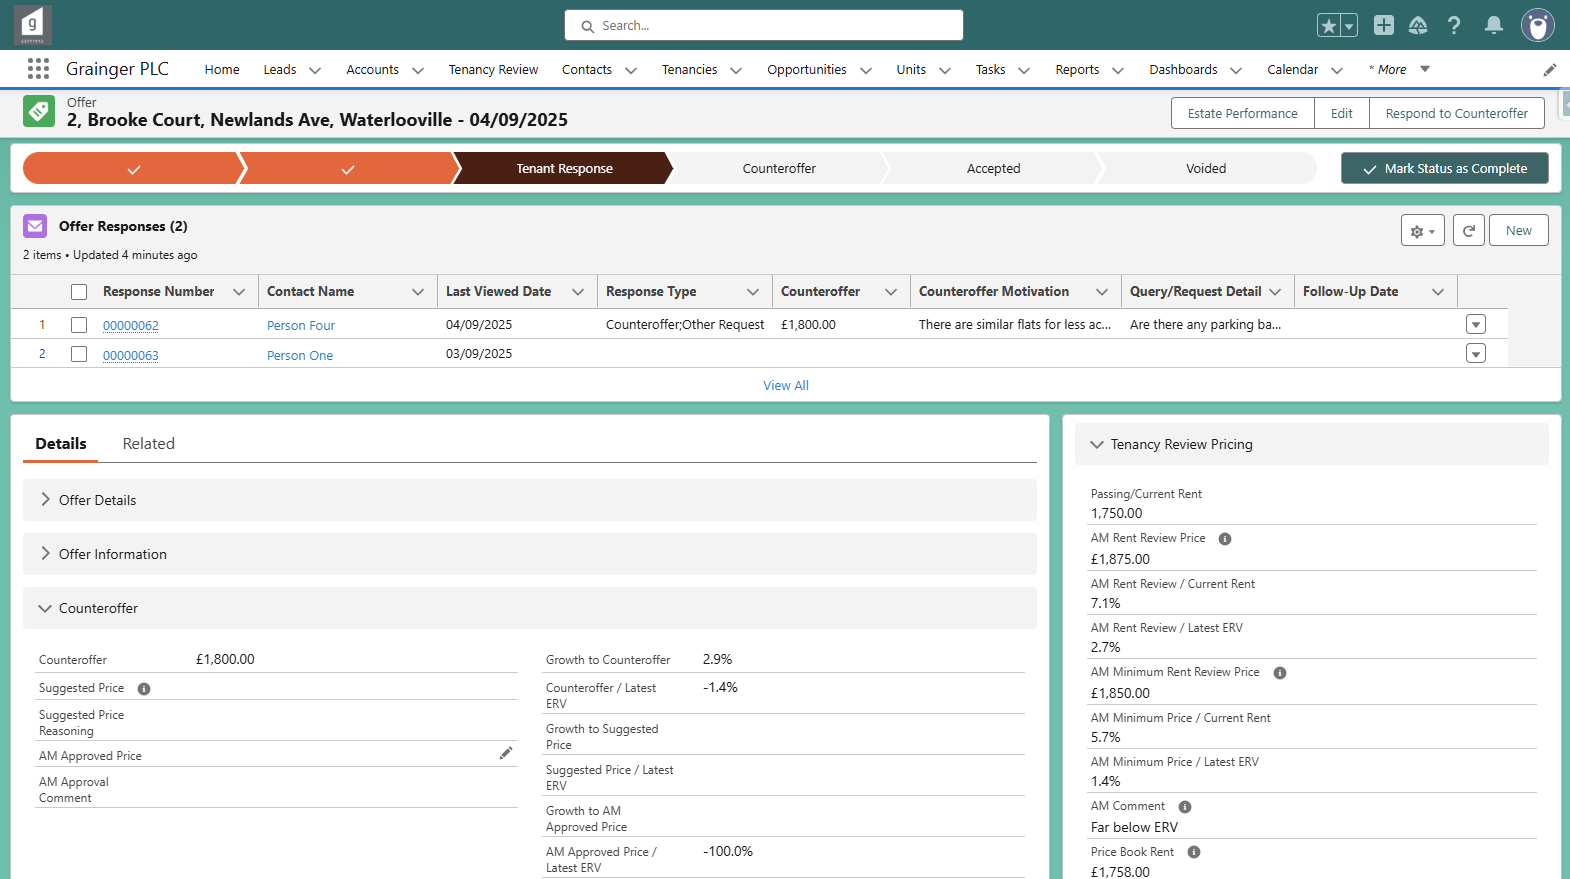 g
Search...
Grainger PLC
Home
Leads
Accounts
Tenancy Review
Contacts
Tenancies
Opportunities
Units
Tasks
Reports
Dashboards
Calendar
* More
Offer
2, Brooke Court, Newlands Ave, Waterlooville - 04/09/2025
Estate Performance
Edit
Respond to Counteroffer
Tenant Response
Counteroffer
Accepted
Voided
Mark Status as Complete
Offer Responses (2)
2 items • Updated 4 minutes ago
New
Response Number Contact Name Last Viewed Date Response Type Counteroffer Counteroffer Motivation Query/Request Detail Follow-Up Date
1 00000062 Person Four 04/09/2025 Counteroffer;Other Request £1,800.00 There are similar flats for less ac... Are there any parking ba...
2 00000063 Person One 03/09/2025
View All
Details
Related
Offer Details
Offer Information
Counteroffer
Counteroffer £1,800.00
Suggested Price
Suggested Price
Reasoning
AM Approved Price
AM Approval
Comment
Growth to Counteroffer 2.9%
Counteroffer / Latest -1.4%
ERV
Growth to Suggested
Price
Suggested Price / Latest
ERV
Growth to AM
Approved Price
AM Approved Price / -100.0%
Latest ERV
Tenancy Review Pricing
Passing/Current Rent
1,750.00
AM Rent Review Price
£1,875.00
AM Rent Review / Current Rent
7.1%
AM Rent Review / Latest ERV
2.7%
AM Minimum Rent Review Price
£1,850.00
AM Minimum Price / Current Rent
5.7%
AM Minimum Price / Latest ERV
1.4%
AM Comment
Far below ERV
Price Book Rent
£1,758.00